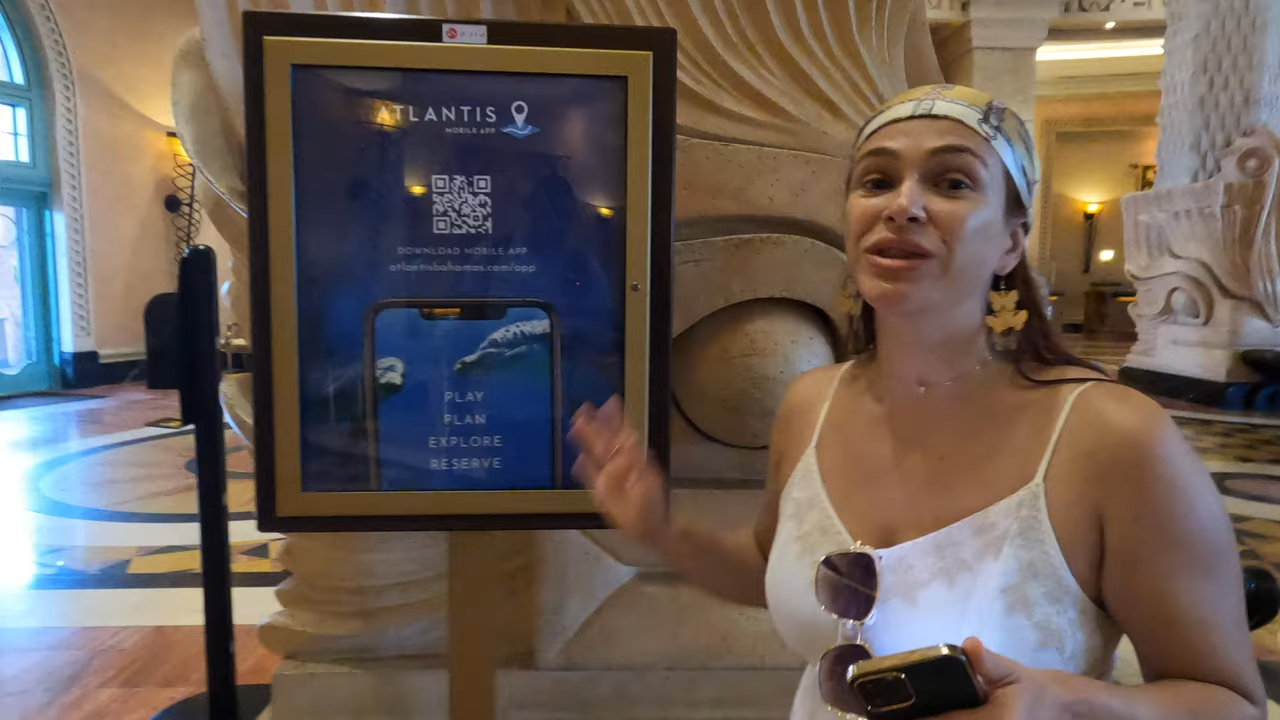 ATLANTIS
MOBILE APP
DOWNLOAD MOBILE APP
atlantisbahamas.com/app
PLAY
PLAN
EXPLORE
RESERVE